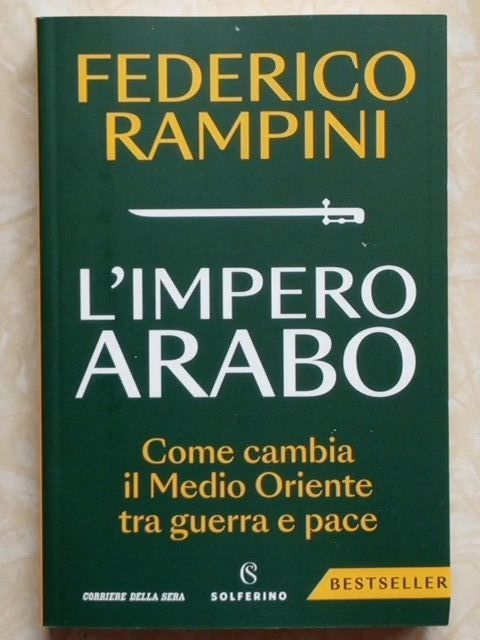 FEDERICO
RAMPINI
L'IMPERO
ARABO
Come cambia
il Medio Oriente
tra guerra e pace
CORRIERE DELLA SERA
S
SOLFERINO
BESTSELLER